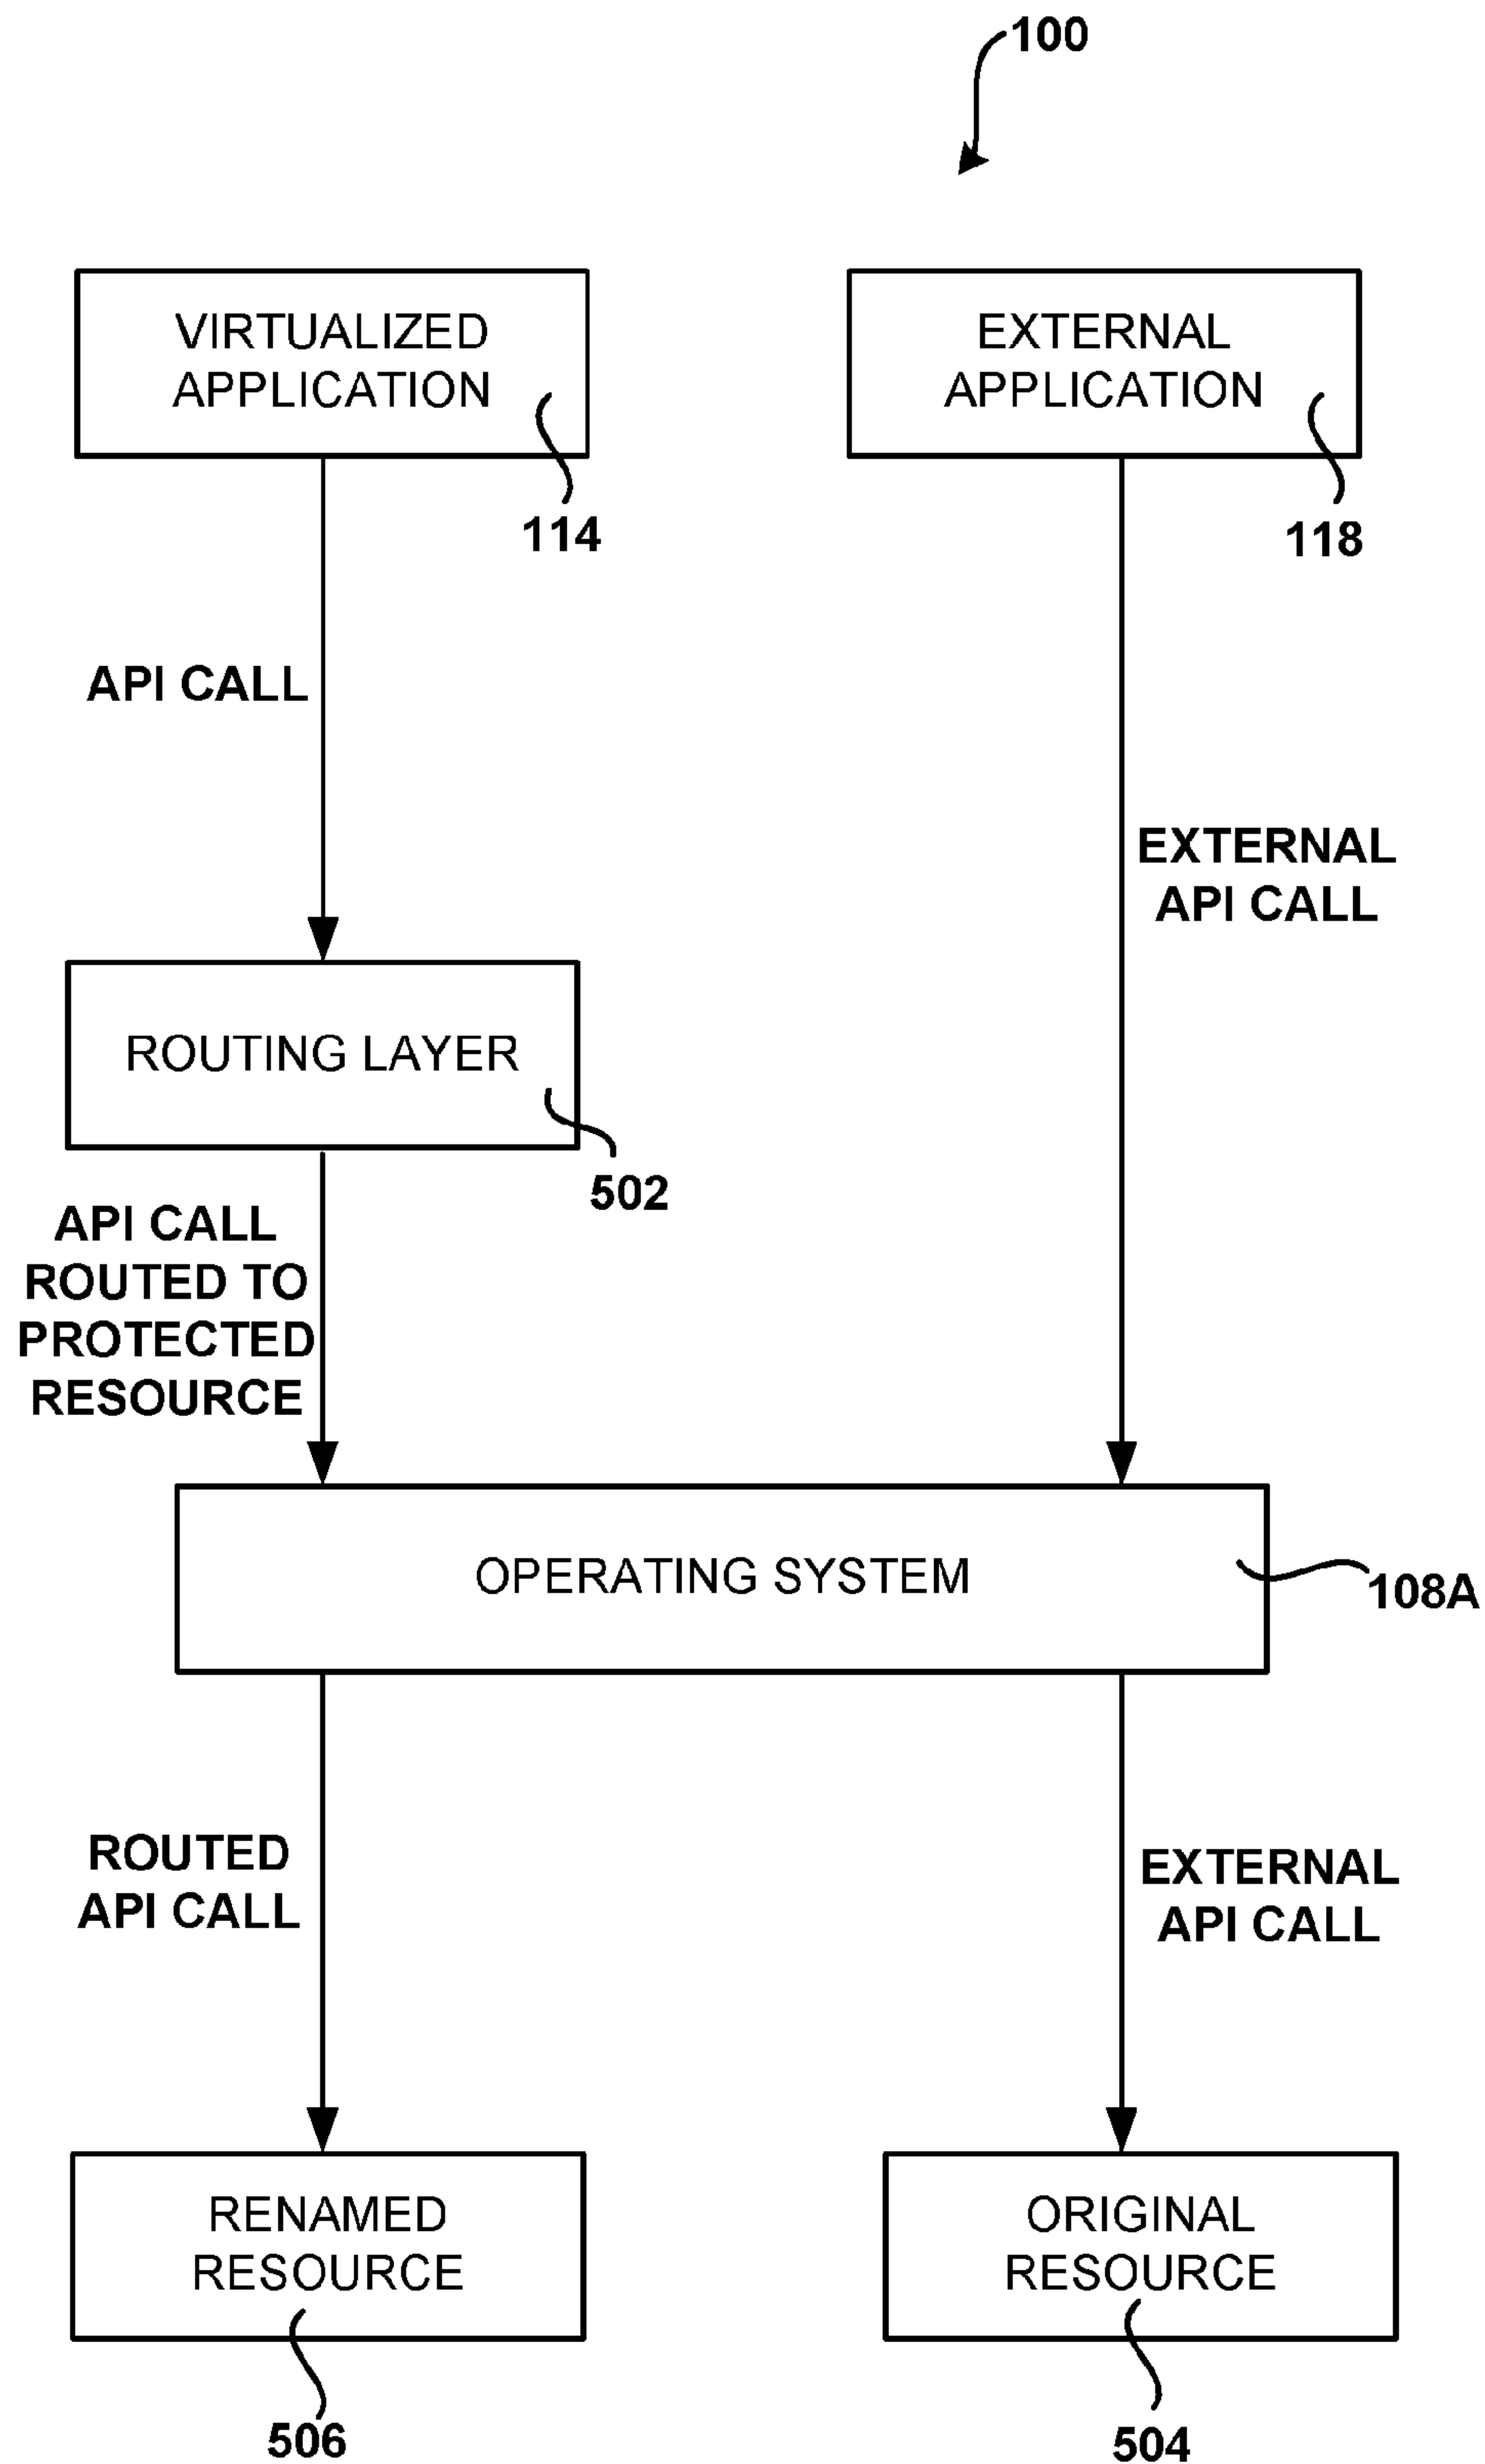 100
VIRTUALIZED
APPLICATION
114
EXTERNAL
APPLICATION
118
API CALL
EXTERNAL
API CALL
ROUTING LAYER
502
API CALL
ROUTED TO
PROTECTED
RESOURCE
OPERATING SYSTEM
108A
ROUTED
API CALL
EXTERNAL
API CALL
RENAMED
RESOURCE
506
ORIGINAL
RESOURCE
504